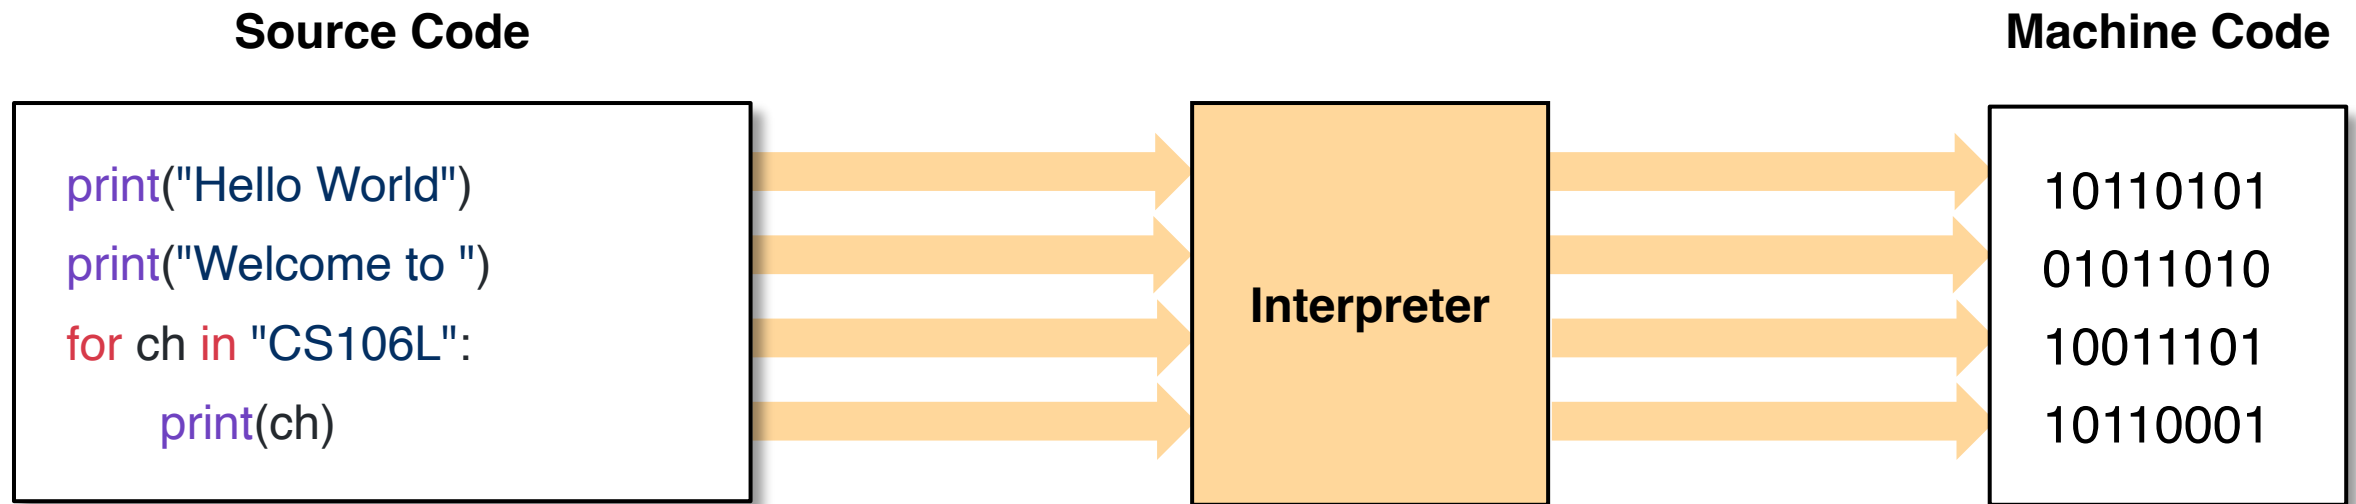 Source Code
print("Hello World")
print("Welcome to ")
for ch in "CS106L":
print(ch)
Interpreter
Machine Code
10110101
01011010
10011101
10110001